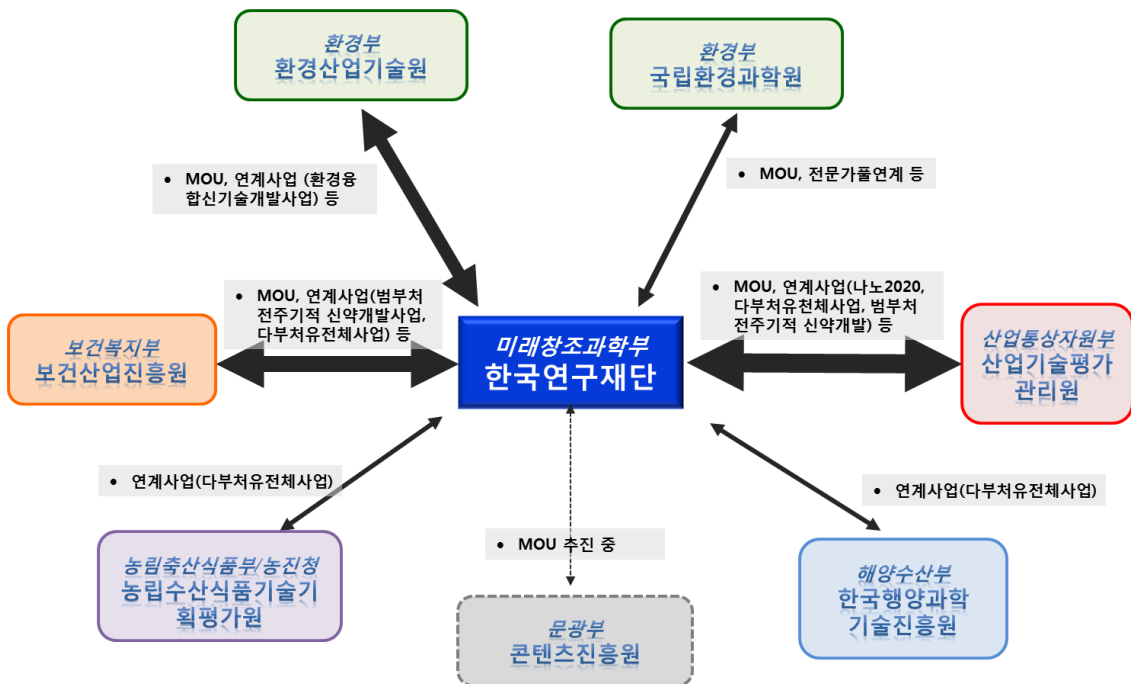 환경부
환경산업기술원
환경부
국립환경과학원
• MOU, 연계사업 (환경융
합신기술개발사업) 등
• MOU, 전문가풀연계 등
• MOU, 연계사업(범부처
전주기적 신약개발사업,
다부처유전체사업) 등
• MOU, 연계사업(나노2020,
다부처유천체사업, 범부처
전주기적 신약개발) 등
보건복지부
보건산업진흥원
미래창조과학부
한국연구재단
산업통상자원부
산업기술평가
관리원
• 연계사업(다부처유전체사업)
• 연계사업(다부처유전체사업)
• MOU 추진 중
농림축산식품부/농진청
농립수산식품기술기
획평가원
문광부
콘텐츠진흥원
해양수산부
한국행양과학
기술진흥원